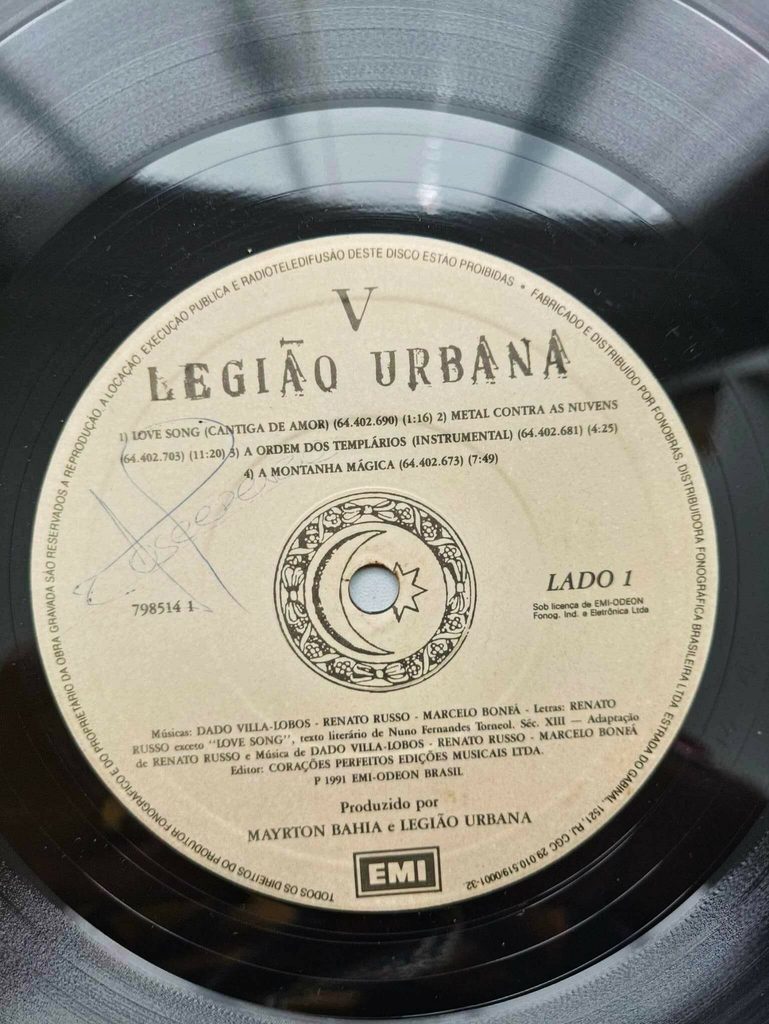 V
LEGIÃO URBANA
1) LOVE SONG (CANTIGA DE AMOR) (64.402.690) (1:16) 2) METAL CONTRA AS NUVENS
(64.402.703) (11:20) 3) A ORDEM DOS TEMPLÁRIOS (INSTRUMENTAL) (64.402.681) (4:25)
4) A MONTANHA MÁGICA (64.402.673) (7:49)
798514 1
LADO 1
Sob licença de EMI-ODEON
Fonog. Ind. e Eletrônica Ltda
Músicas: DADO VILLA-LOBOS - RENATO RUSSO - MARCELO BONFÁ - Letras: RENATO
RUSSO exceto "LOVE SONG", texto literário de Nuno Fernandes Torneol. Séc. XIII — Adaptação
de RENATO RUSSO e Música de DADO VILLA-LOBOS - RENATO RUSSO - MARCELO BONFÁ
Editor: CORAÇÕES PERFEITOS EDIÇÕES MUSICAIS LTDA.
P 1991 EMI-ODEON BRASIL
Produzido por
MAYRTON BAHIA e LEGIÃO URBANA
EMI
TODOS OS DIREITOS DO PRODUTOR FONOGRÁFICO E DO PROPRIETÁRIO DA OBRA GRAVADA SÃO RESERVADOS A REPRODUÇÃO. A LOCAÇÃO, EXECUÇÃO PÚBLICA E RADIOTELEDIFUSÃO DESTE DISCO ESTÃO PROIBIDAS • FABRICADO E DISTRIBUIDO POR FONOBRÁS, DISTRIBUIDORA FONOGRÁFICA BRASILEIRA LTDA. ESTRADA DO GABINAL, 1521, RJ. CGC 29.010.519/0001-32.